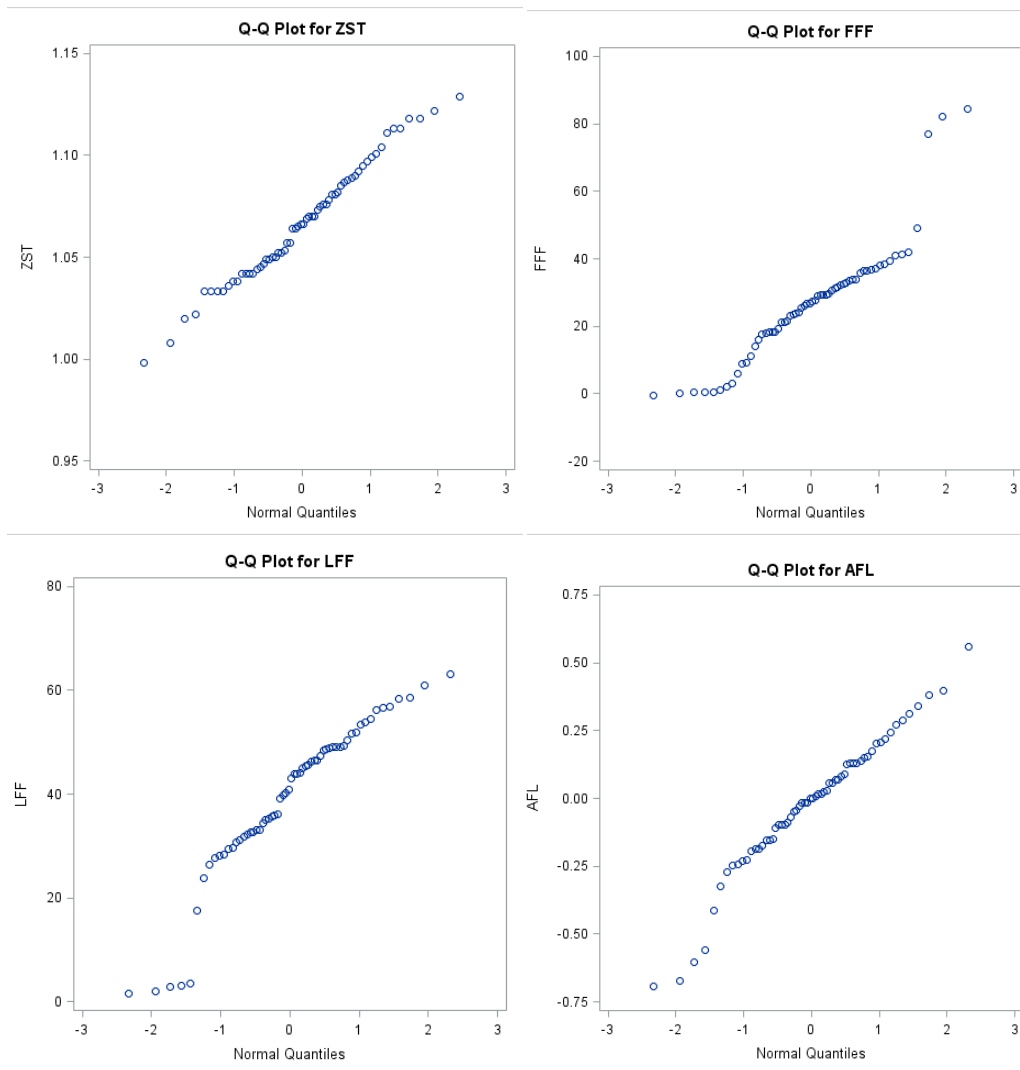 Q-Q Plot for ZST
1.15
1.10
1.05
1.00
0.95
ZST
-3 -2 -1 0 1 2 3
Normal Quantiles
Q-Q Plot for FFF
100
80
60
40
20
0
-20
FFF
-3 -2 -1 0 1 2 3
Normal Quantiles
Q-Q Plot for LFF
80
60
40
20
0
LFF
-3 -2 -1 0 1 2 3
Normal Quantiles
Q-Q Plot for AFL
0.75
0.50
0.25
0.00
-0.25
-0.50
-0.75
AFL
-3 -2 -1 0 1 2 3
Normal Quantiles